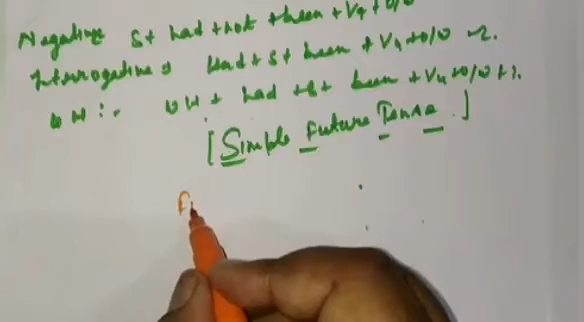 Negative S+ had + not + been + V4 + o/o
Interrogative Had + S+ been + V4 + o/o ?
WH :- WH + had + S+ been + V4 + o/o + ?
[Simple Future Tense.]